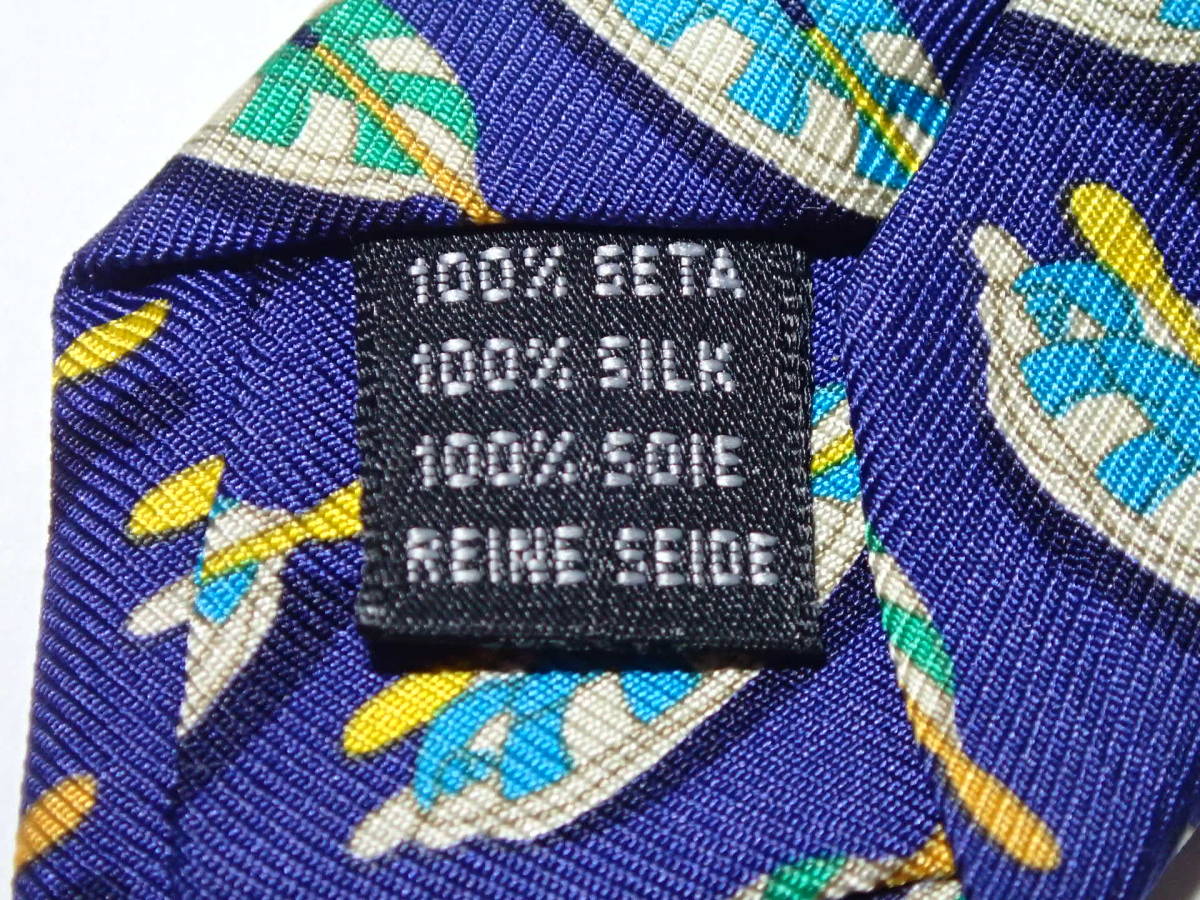 100% SETA
100% SILK
100% SOIE
REINE SEIDE